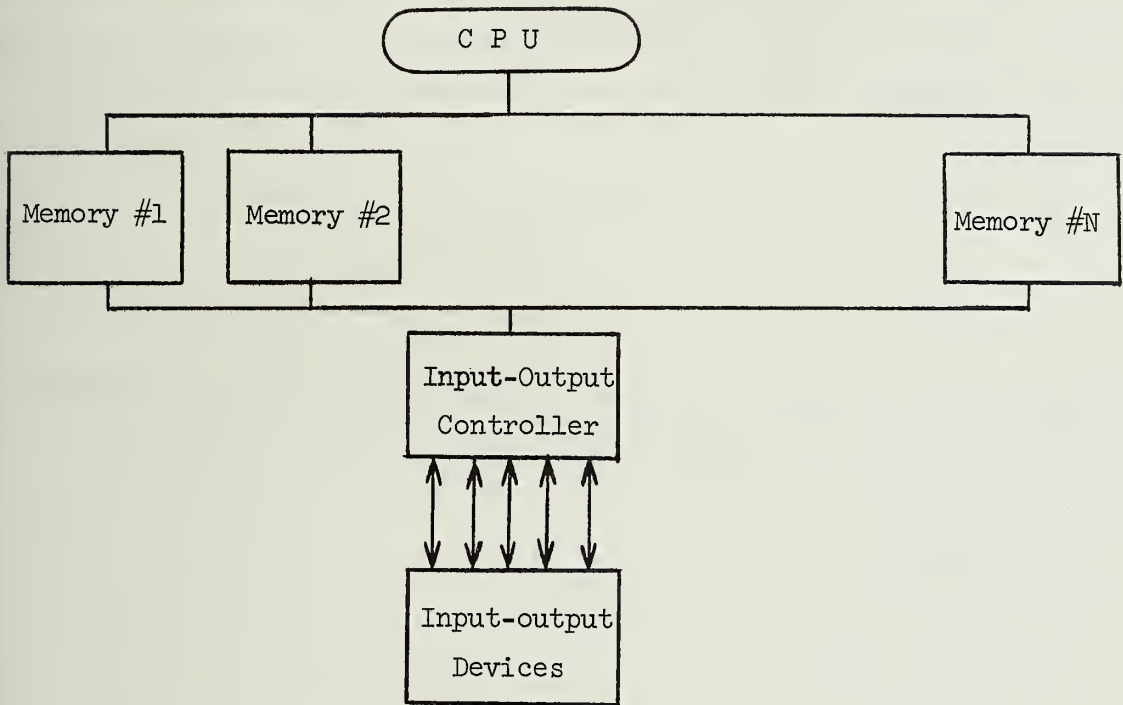 C P U
Memory #1
Memory #2
Memory #N
Input-Output
Controller
Input-output
Devices